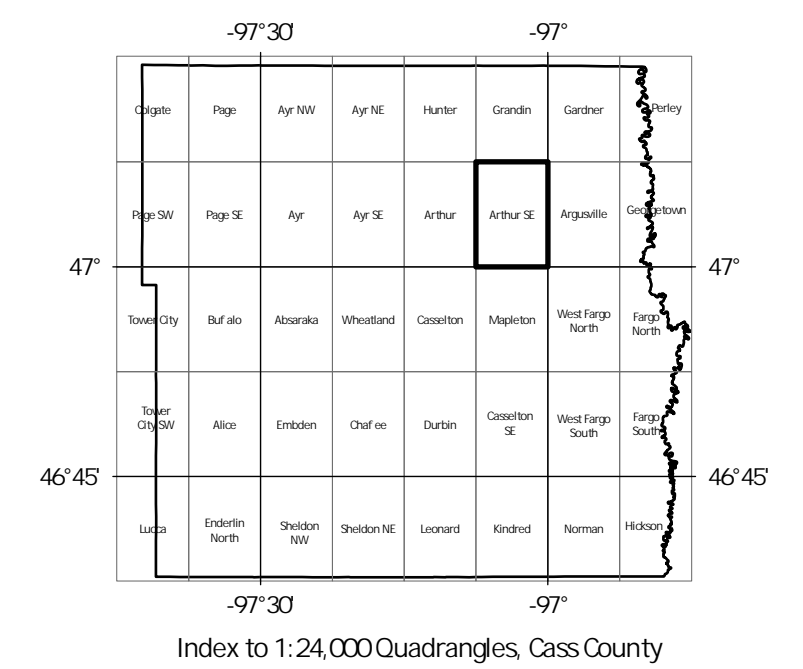 -97°30' -97°
Colgate Page Ayr NW Ayr NE Hunter Grandin Gardner Perley
Page SW Page SE Ayr Ayr SE Arthur Arthur SE Argusville Georgetown
47° 47°
Tower City Buf alo Absaraka Wheatland Casselton Mapleton West Fargo North Fargo North
Tower City SW Alice Embden Chaf ee Durbin Casselton SE West Fargo South Fargo South
46°45' 46°45'
Lucca Enderlin North Sheldon NW Sheldon NE Leonard Kindred Norman Hickson
-97°30' -97°
Index to 1:24,000 Quadrangles, Cass County